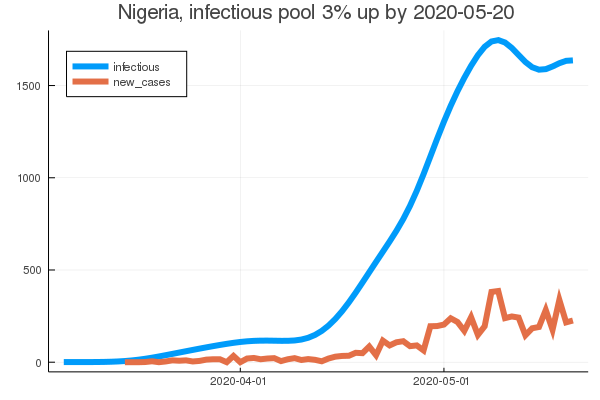 Nigeria, infectious pool 3% up by 2020-05-20
infectious
new_cases
1500
1000
500
0
2020-04-01
2020-05-01